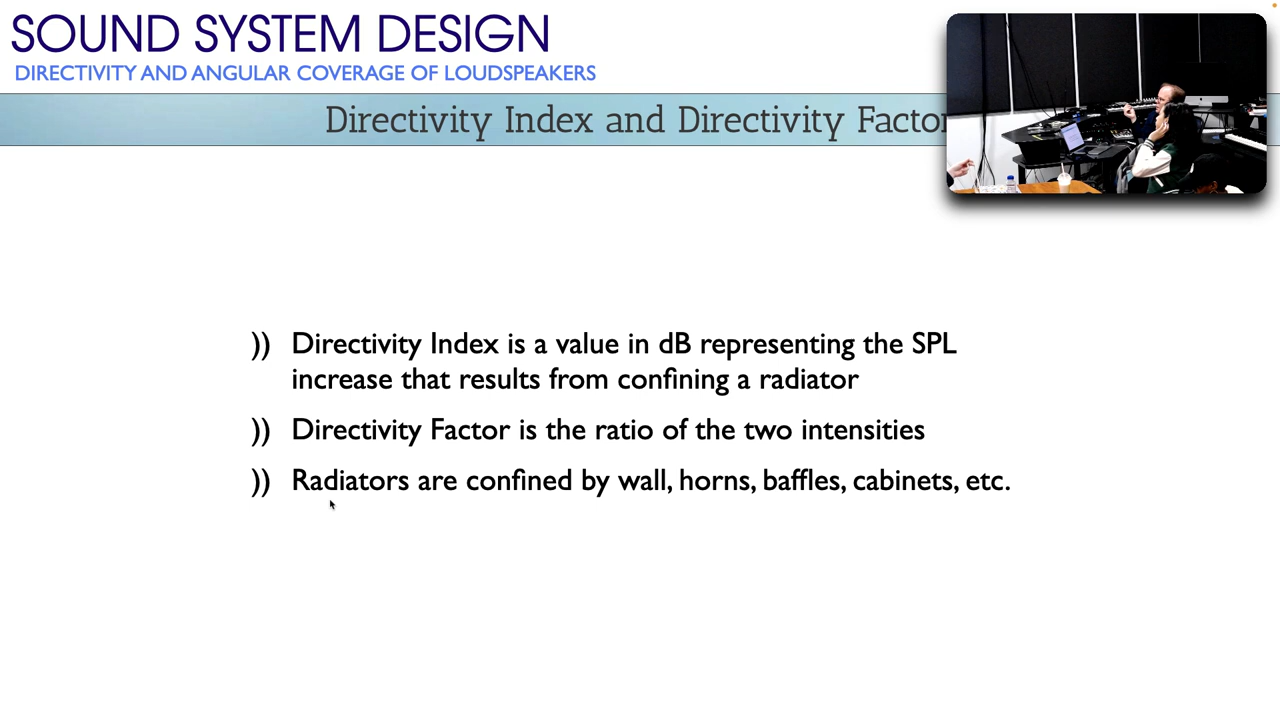 SOUND SYSTEM DESIGN
DIRECTIVITY AND ANGULAR COVERAGE OF LOUDSPEAKERS
Directivity Index and Directivity Factor
)) Directivity Index is a value in dB representing the SPL
increase that results from confining a radiator
)) Directivity Factor is the ratio of the two intensities
)) Radiators are confined by wall, horns, baffles, cabinets, etc.